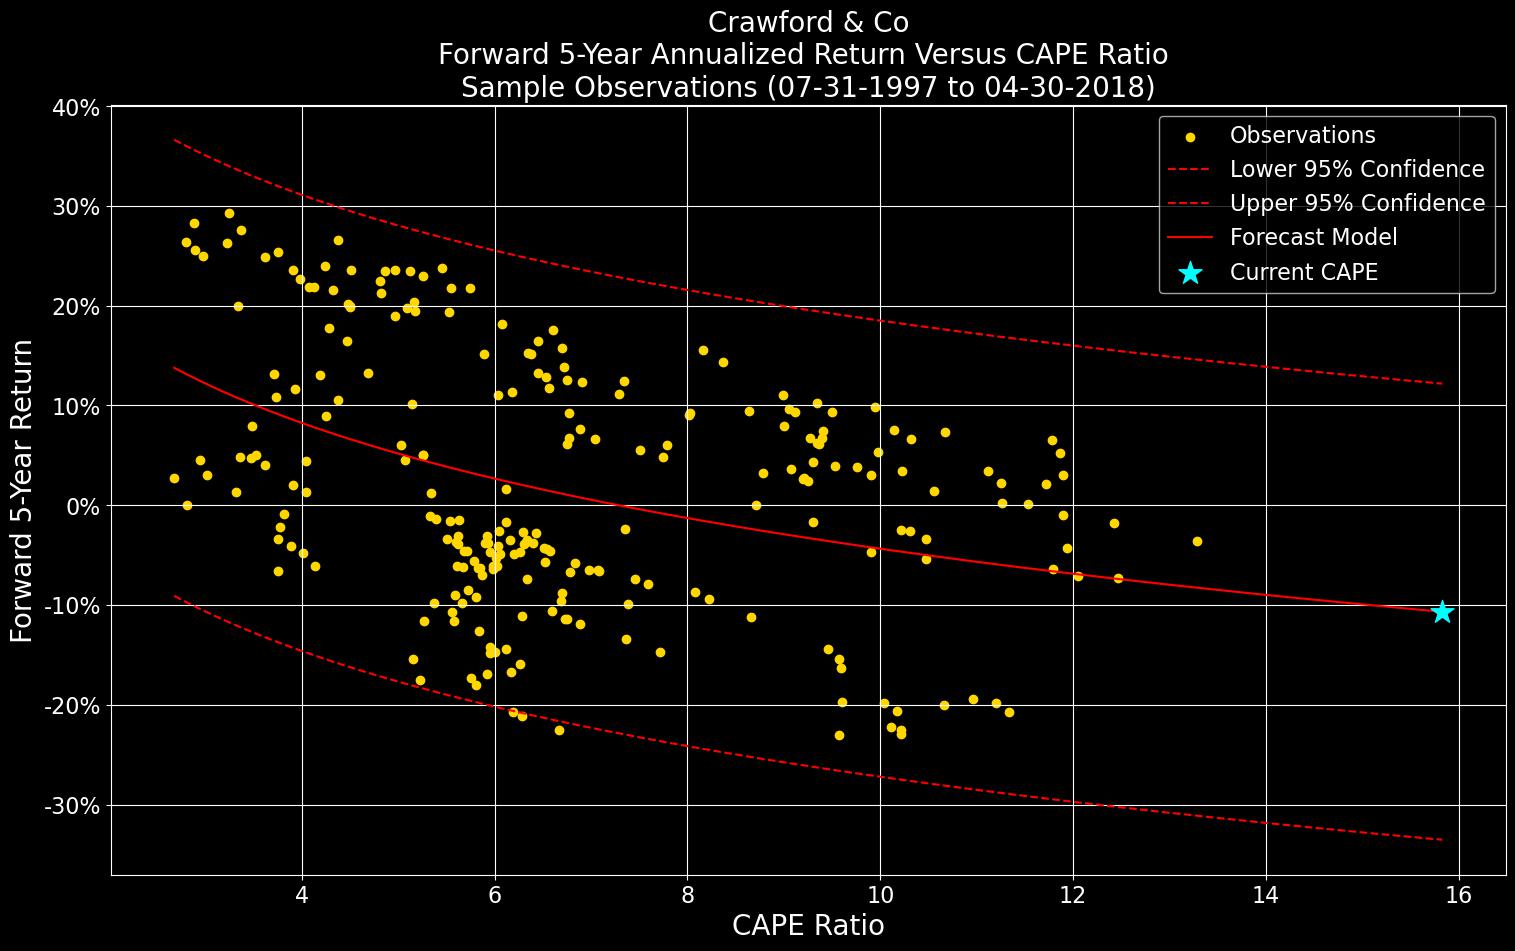 Crawford & Co
Forward 5-Year Annualized Return Versus CAPE Ratio
Sample Observations (07-31-1997 to 04-30-2018)
Forward 5-Year Return
40%
30%
20%
10%
0%
-10%
-20%
-30%
Observations
Lower 95% Confidence
Upper 95% Confidence
Forecast Model
Current CAPE
4 6 8 10 12 14 16
CAPE Ratio